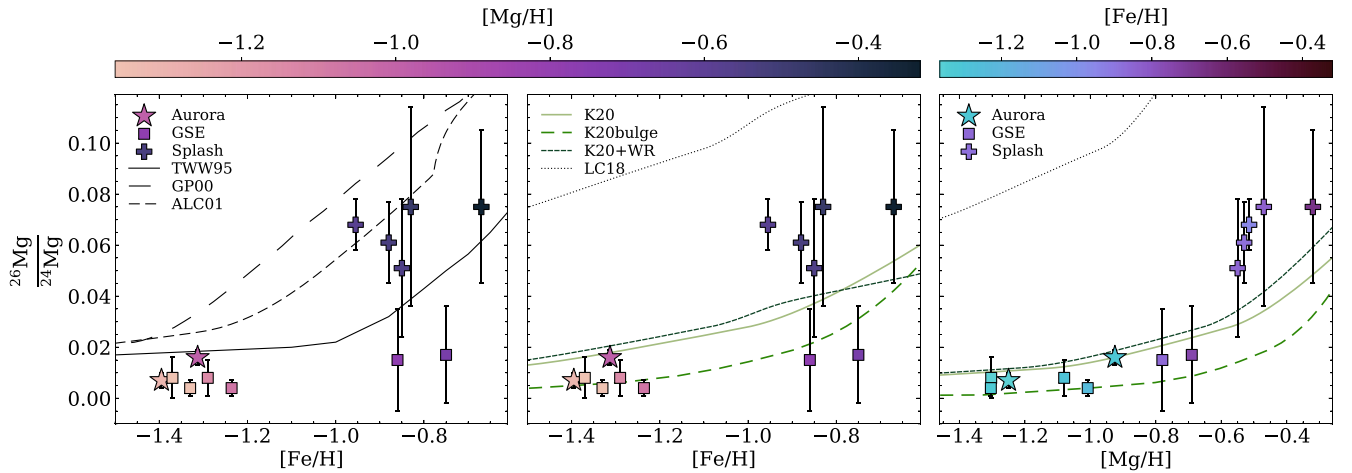 [Mg/H]
−1.2 −1.0 −0.8 −0.6 −0.4
[Fe/H]
−1.2 −1.0 −0.8 −0.6 −0.4
Aurora
GSE
Splash
TWW95
GP00
ALC01
K20
K20bulge
K20+WR
LC18
Aurora
GSE
Splash
0.10
0.08
0.06
0.04
0.02
0.00
26Mg
24Mg
−1.4 −1.2 −1.0 −0.8
[Fe/H]
−1.4 −1.2 −1.0 −0.8
[Fe/H]
−1.4 −1.2 −1.0 −0.8 −0.6 −0.4
[Mg/H]